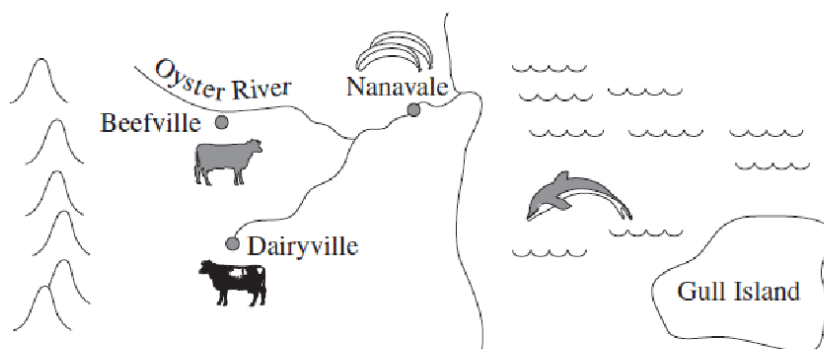 Oyster River
Nanavale
Beefville
Dairyville
Gull Island